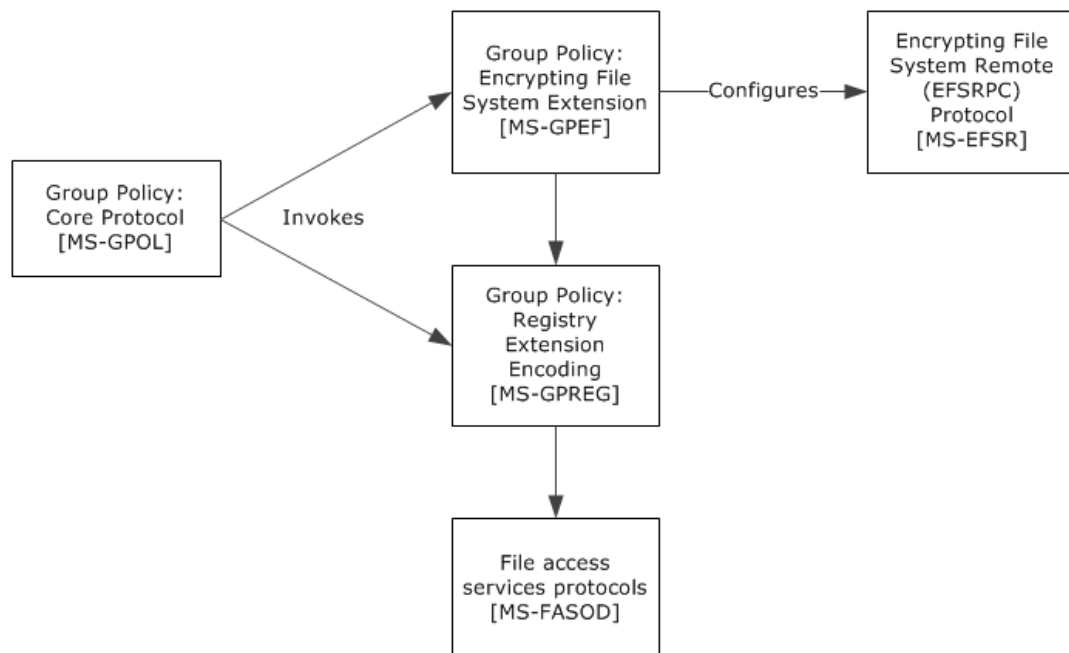 Group Policy:
Encrypting File
System Extension
[MS-GPEF]
Configures
Encrypting File
System Remote
(EFSRPC)
Protocol
[MS-EFSR]
Group Policy:
Core Protocol
[MS-GPOL]
Invokes
Group Policy:
Registry
Extension
Encoding
[MS-GPREG]
File access
services protocols
[MS-FASOD]